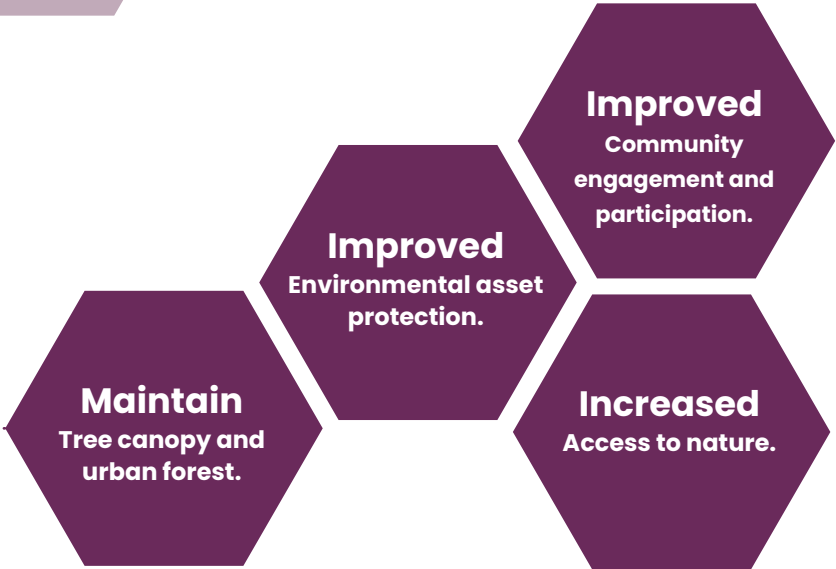 Improved
Community
engagement and
participation.
Improved
Environmental asset
protection.
Maintain
Tree canopy and
urban forest.
Increased
Access to nature.